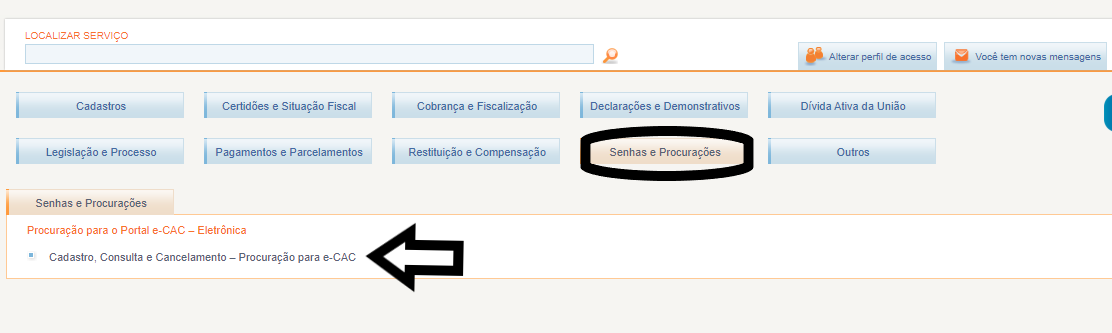 LOCALIZAR SERVIÇO
Alterar perfil de acesso
Você tem novas mensagens
Cadastros
Certidões e Situação Fiscal
Cobrança e Fiscalização
Declarações e Demonstrativos
Dívida Ativa da União
Legislação e Processo
Pagamentos e Parcelamentos
Restituição e Compensação
Senhas e Procurações
Outros
Senhas e Procurações
Procuração para o Portal e-CAC – Eletrônica
Cadastro, Consulta e Cancelamento – Procuração para e-CAC